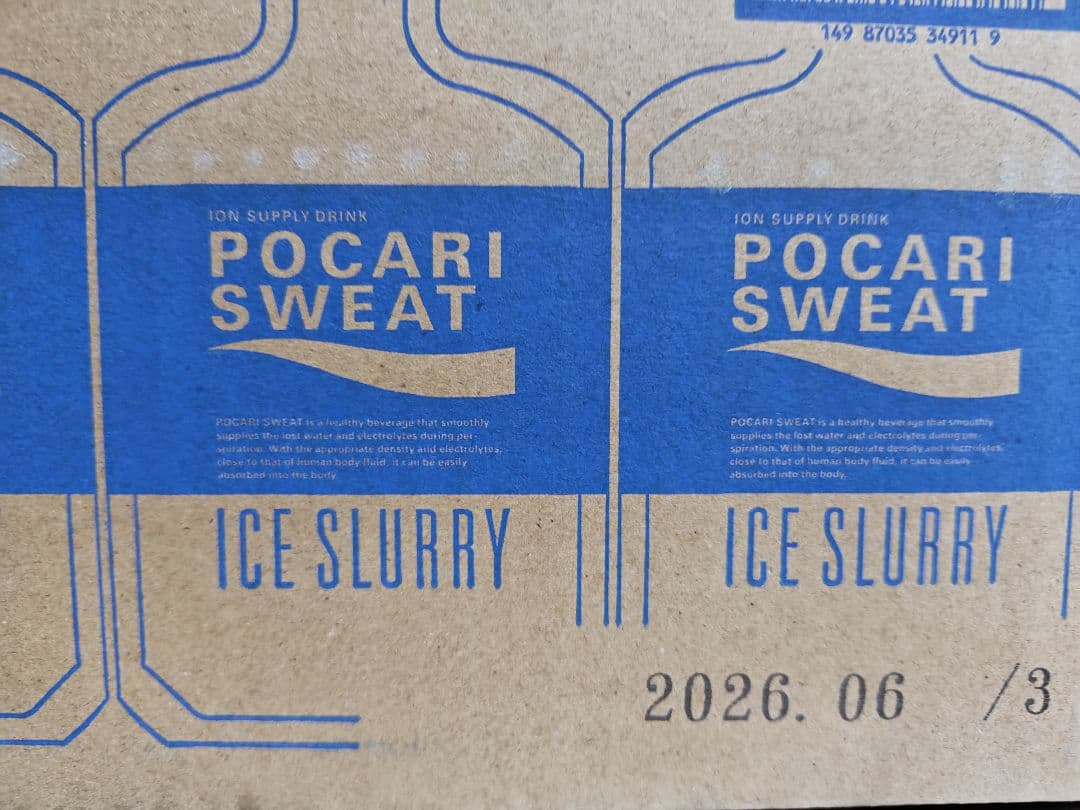 149 87035 34911 9
ION SUPPLY DRINK
POCARI
SWEAT
POCARI SWEAT is a healthy beverage that smoothly
supplies the lost water and electrolytes during per-
spiration. With the appropriate density and electrolytes,
close to that of human body fluid, it can be easily
absorbed into the body.
ICE SLURRY
ION SUPPLY DRINK
POCARI
SWEAT
POCARI SWEAT is a healthy beverage that smoothly
supplies the lost water and electrolytes during per-
spiration. With the appropriate density and electrolytes,
close to that of human body fluid, it can be easily
absorbed into the body.
ICE SLURRY
2026. 06 /3